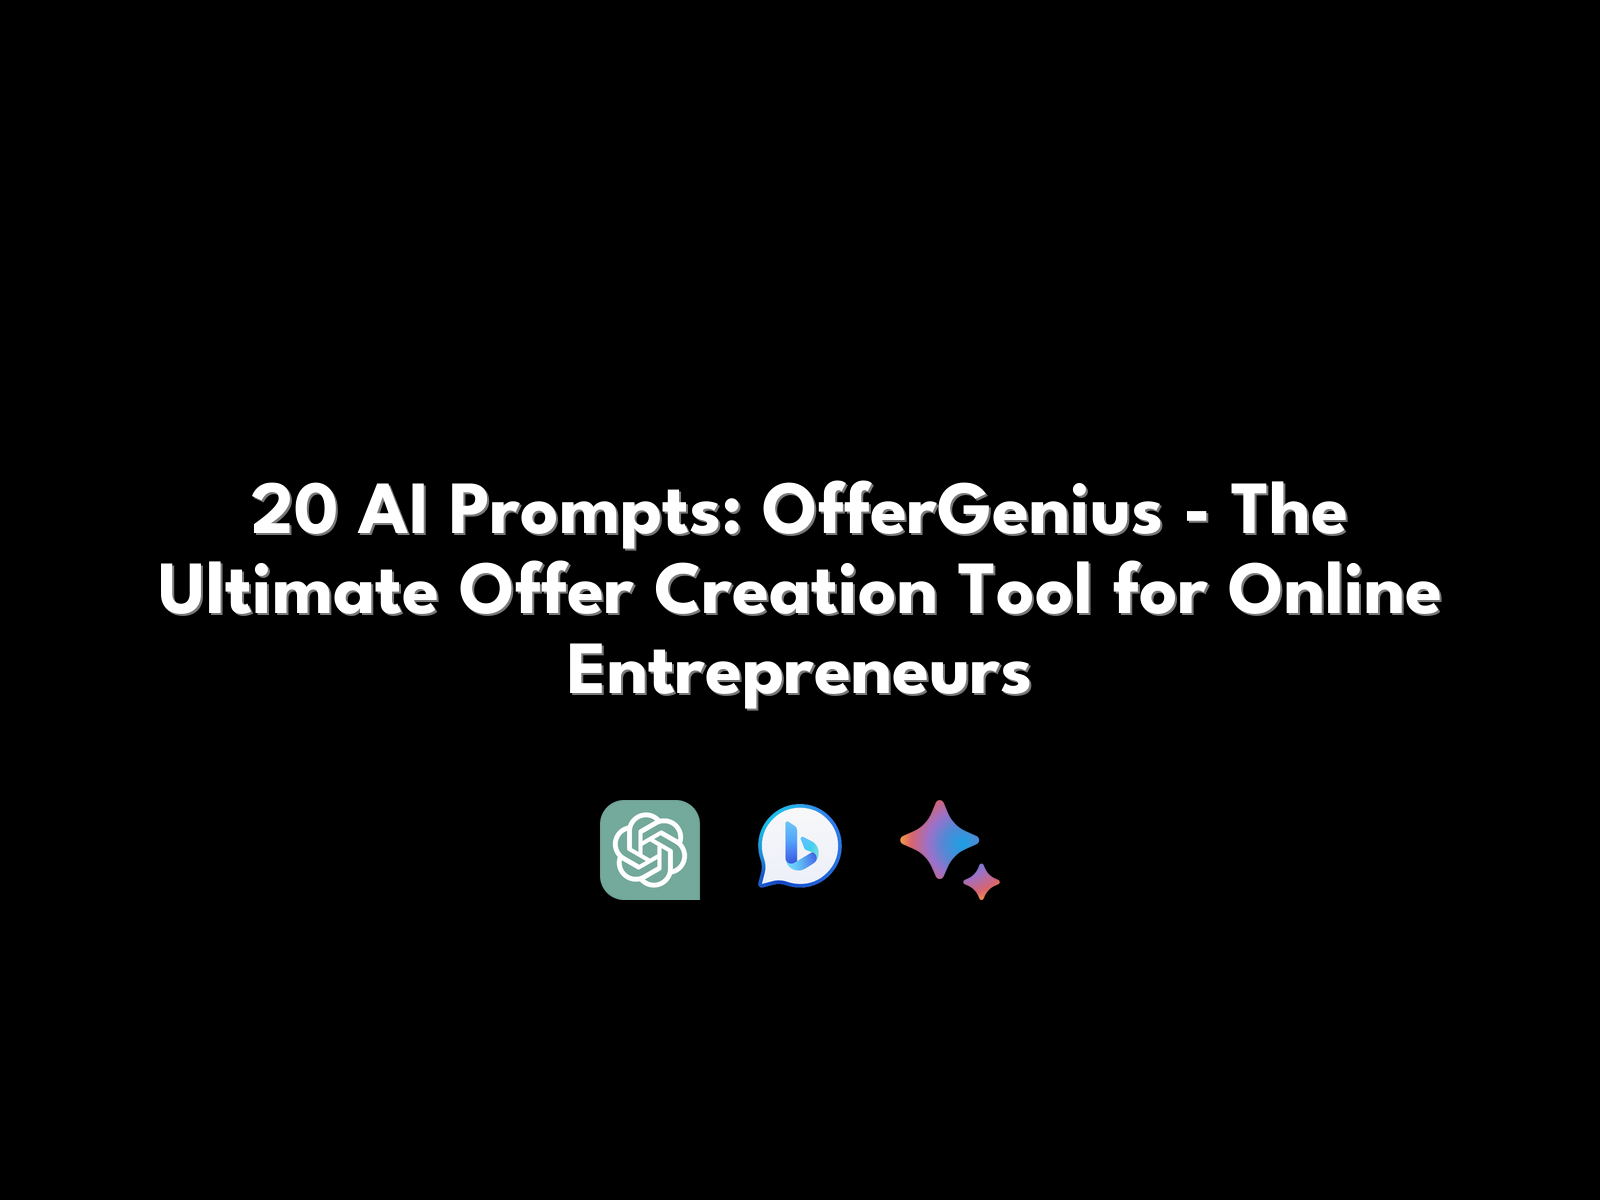 20 AI Prompts: OfferGenius - The
Ultimate Offer Creation Tool for Online
Entrepreneurs